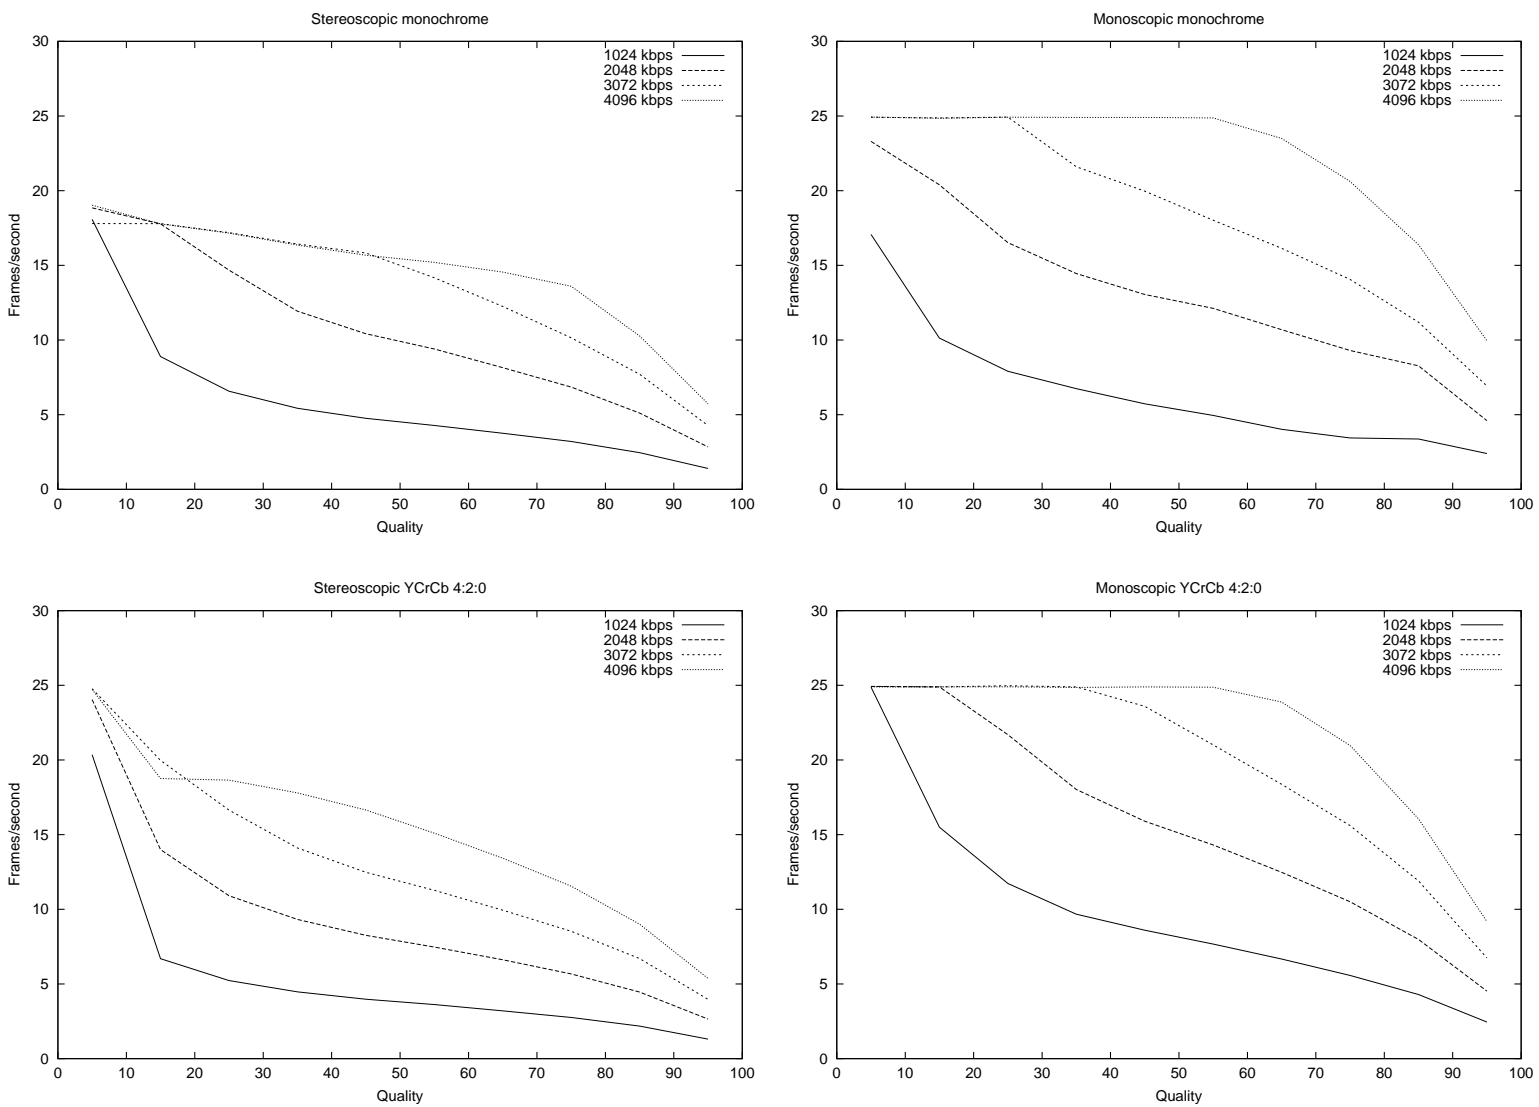 Stereoscopic monochrome
30
25
20
15
10
5
0
Frames/second
1024 kbps
2048 kbps
3072 kbps
4096 kbps
0 10 20 30 40 50 60 70 80 90 100
Quality
Monoscopic monochrome
30
25
20
15
10
5
0
Frames/second
1024 kbps
2048 kbps
3072 kbps
4096 kbps
0 10 20 30 40 50 60 70 80 90 100
Quality
Stereoscopic YCrCb 4:2:0
30
25
20
15
10
5
0
Frames/second
1024 kbps
2048 kbps
3072 kbps
4096 kbps
0 10 20 30 40 50 60 70 80 90 100
Quality
Monoscopic YCrCb 4:2:0
30
25
20
15
10
5
0
Frames/second
1024 kbps
2048 kbps
3072 kbps
4096 kbps
0 10 20 30 40 50 60 70 80 90 100
Quality